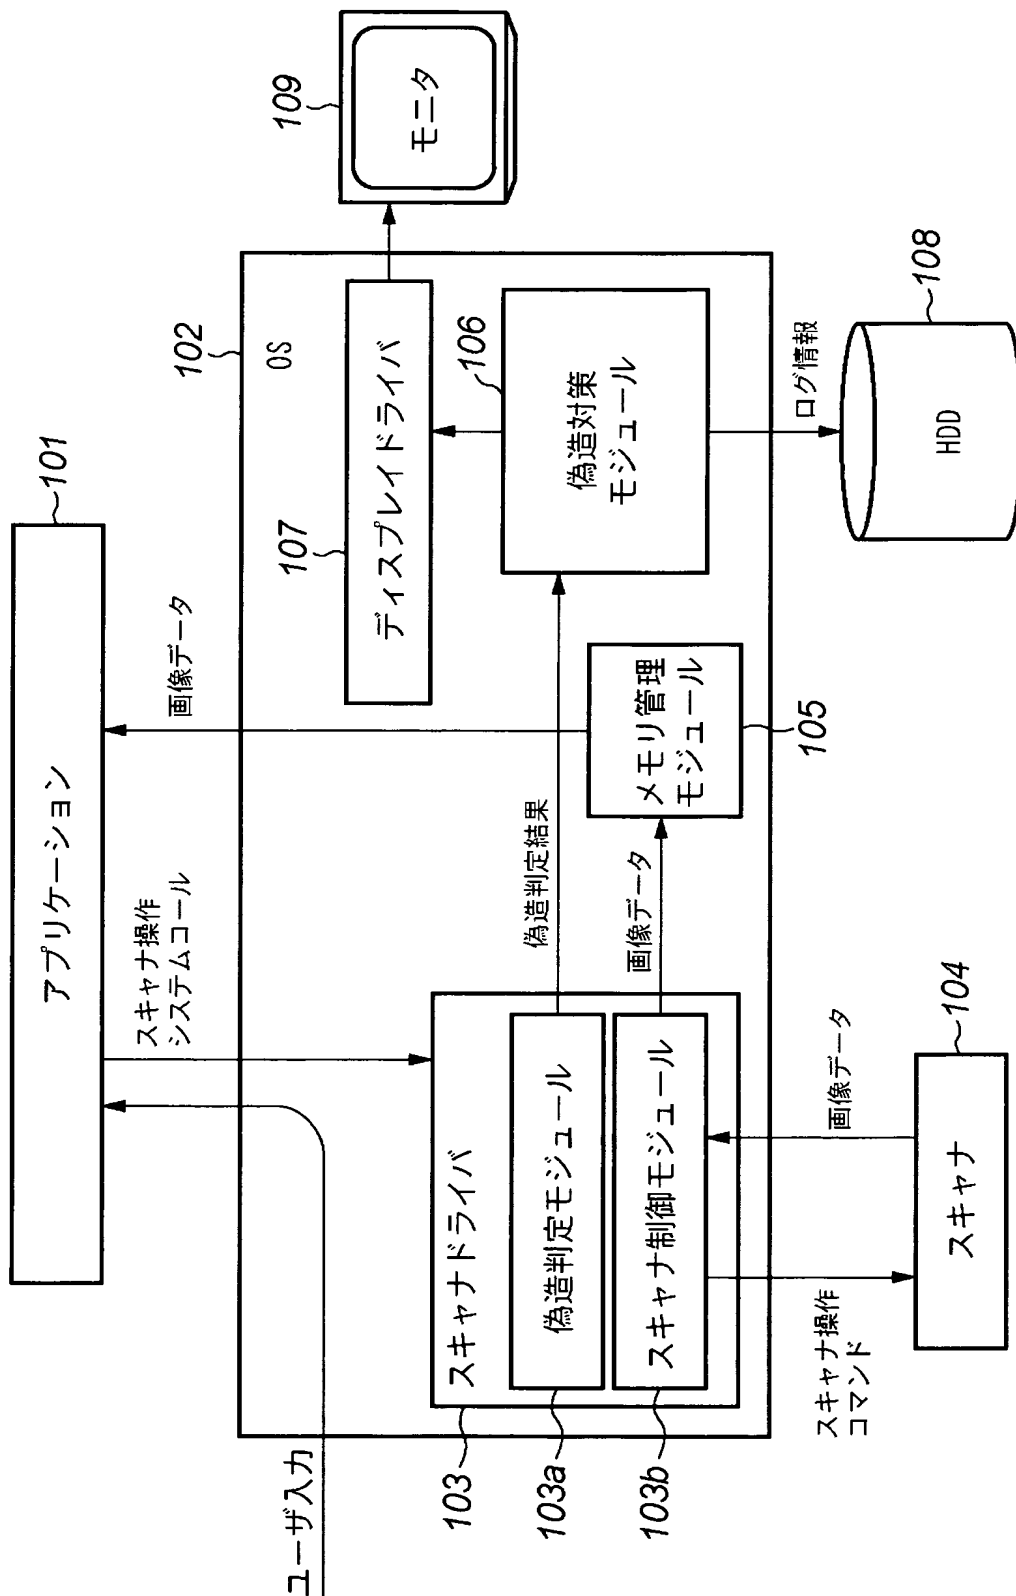 アプリケーション
101
ユーザ入力
スキャナ操作
システムコール
画像データ
102
OS
107
ディスプレイドライバ
109
モニタ
103
スキャナドライバ
103a
偽造判定モジュール
103b
スキャナ制御モジュール
偽造判定結果
画像データ
メモリ管理
モジュール
105
106
偽造対策
モジュール
スキャナ操作
コマンド
画像データ
スキャナ
104
ログ情報
HDD
108